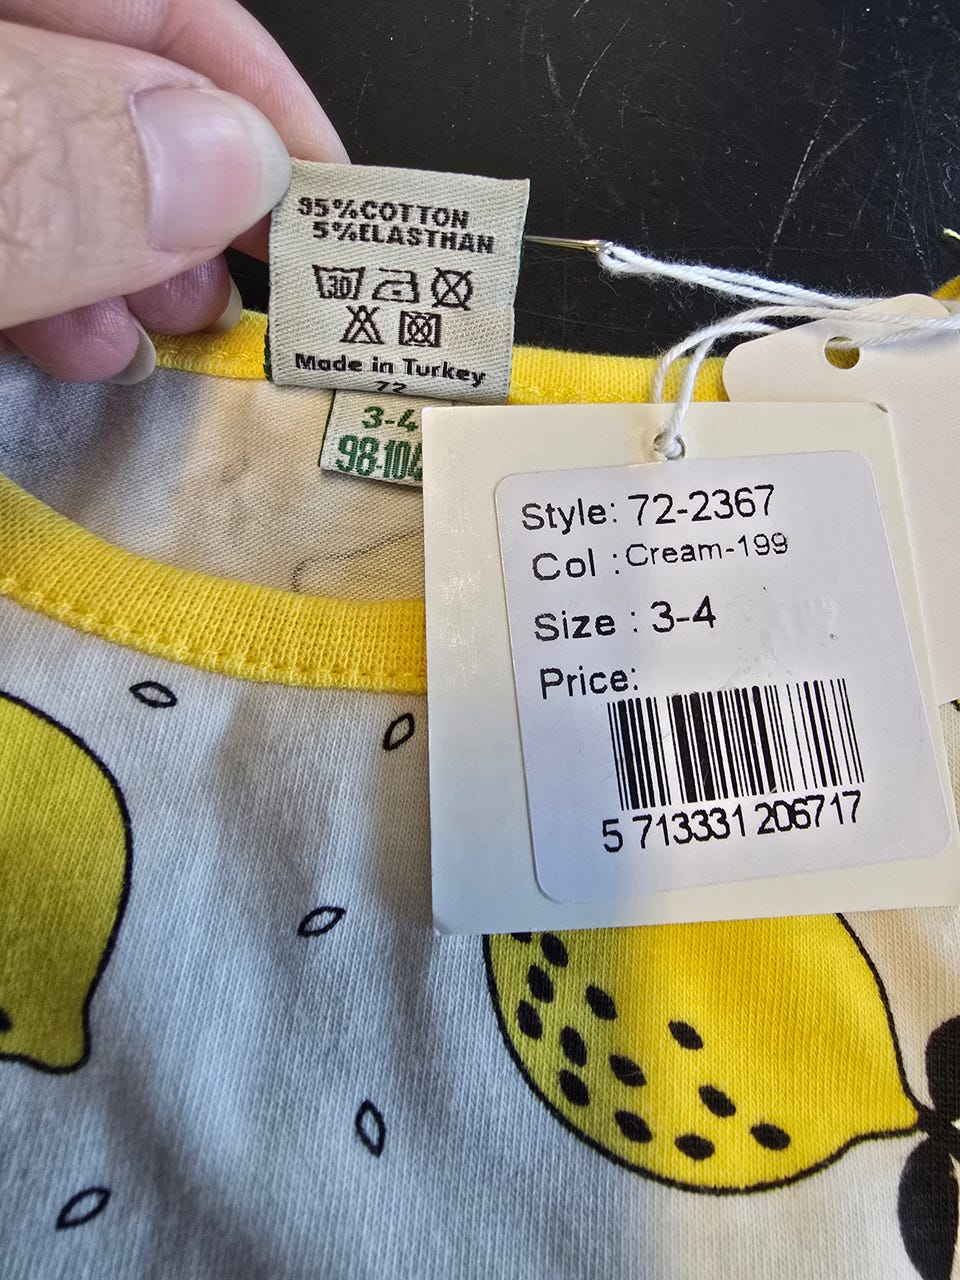 95%COTTON
5%ELASTHAN
30
Made in Turkey
72
3-4
98-104
Style: 72-2367
Col : Cream-199
Size : 3-4
Price:
5 713331 206717